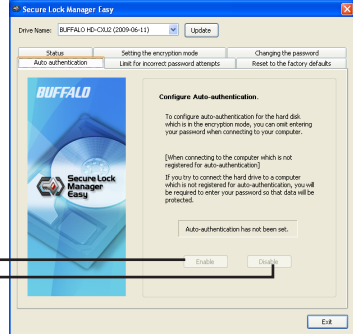 Secure Lock Manager Easy
Drive Name: BUFFALO HD-CXU2 (2009-06-11) Update
Status Setting the encryption mode Changing the password
Auto authentication Limit for incorrect password attempts Reset to the factory defaults
BUFFALO
Secure Lock
Manager
Easy
Configure Auto-authentication.
To configure auto-authentication for the hard disk
which is in the encryption mode, you can omit entering
your password when connecting to your computer.
[When connecting to the computer which is not
registered for auto-authentication]
If you try to connect the hard drive to a computer
which is not registered for auto-authentication, you will
be required to enter your password so that data will be
protected.
Auto-authentication has not been set.
Enable Disable
Exit